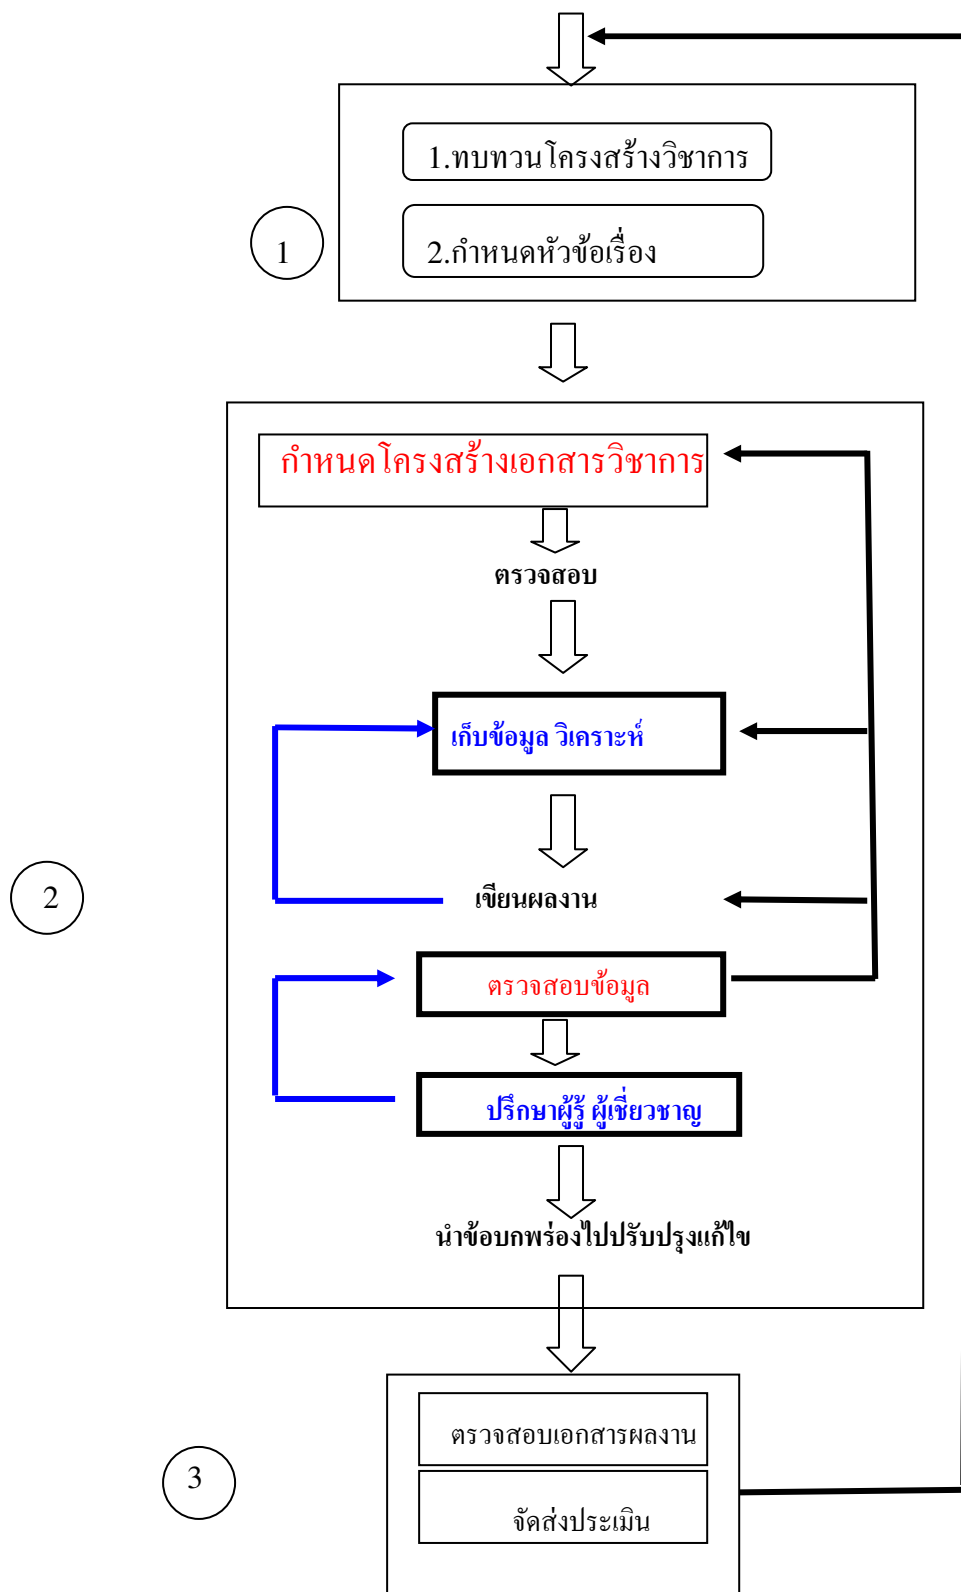 1.ทบทวนโครงสร้างวิชาการ
1
2.กำหนดหัวข้อเรื่อง
กำหนดโครงสร้างเอกสารวิชาการ
ตรวจสอบ
เก็บข้อมูล วิเคราะห์
2
เขียนผลงาน
ตรวจสอบข้อมูล
ปรึกษาผู้รู้ ผู้เชี่ยวชาญ
นำข้อบกพร่องไปปรับปรุงแก้ไข
ตรวจสอบเอกสารผลงาน
3
จัดส่งประเมิน